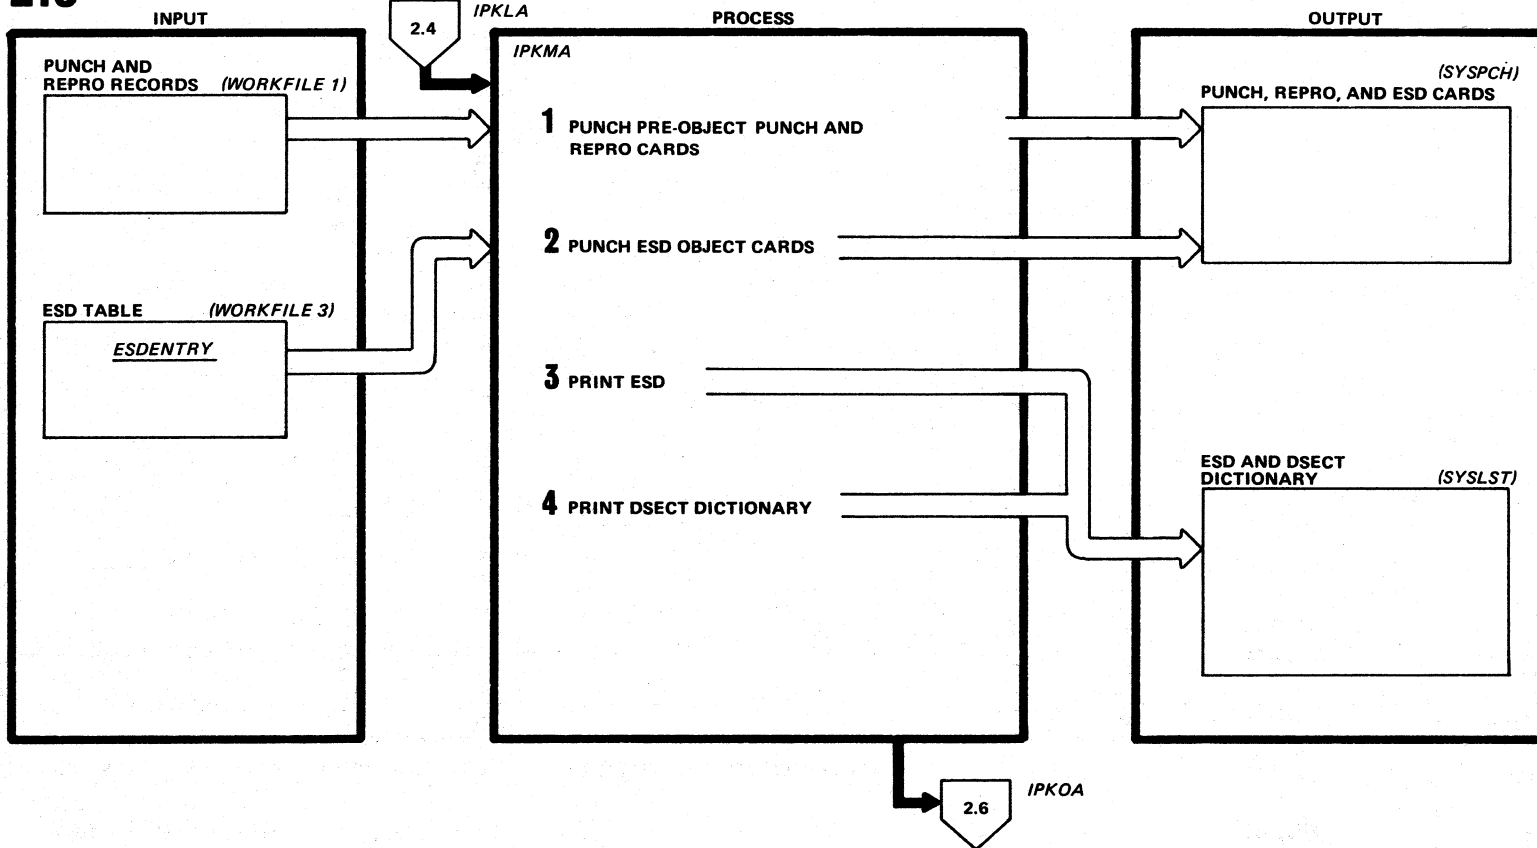 INPUT
IPKLA
PROCESS
OUTPUT
2.4
IPKMA
PUNCH AND
REPRO RECORDS (WORKFILE 1)
(SYSPCH)
PUNCH, REPRO, AND ESD CARDS
1 PUNCH PRE-OBJECT PUNCH AND
REPRO CARDS
2 PUNCH ESD OBJECT CARDS
ESD TABLE (WORKFILE 3)
ESDENTRY
3 PRINT ESD
ESD AND DSECT
DICTIONARY (SYSLST)
4 PRINT DSECT DICTIONARY
2.6
IPKOA